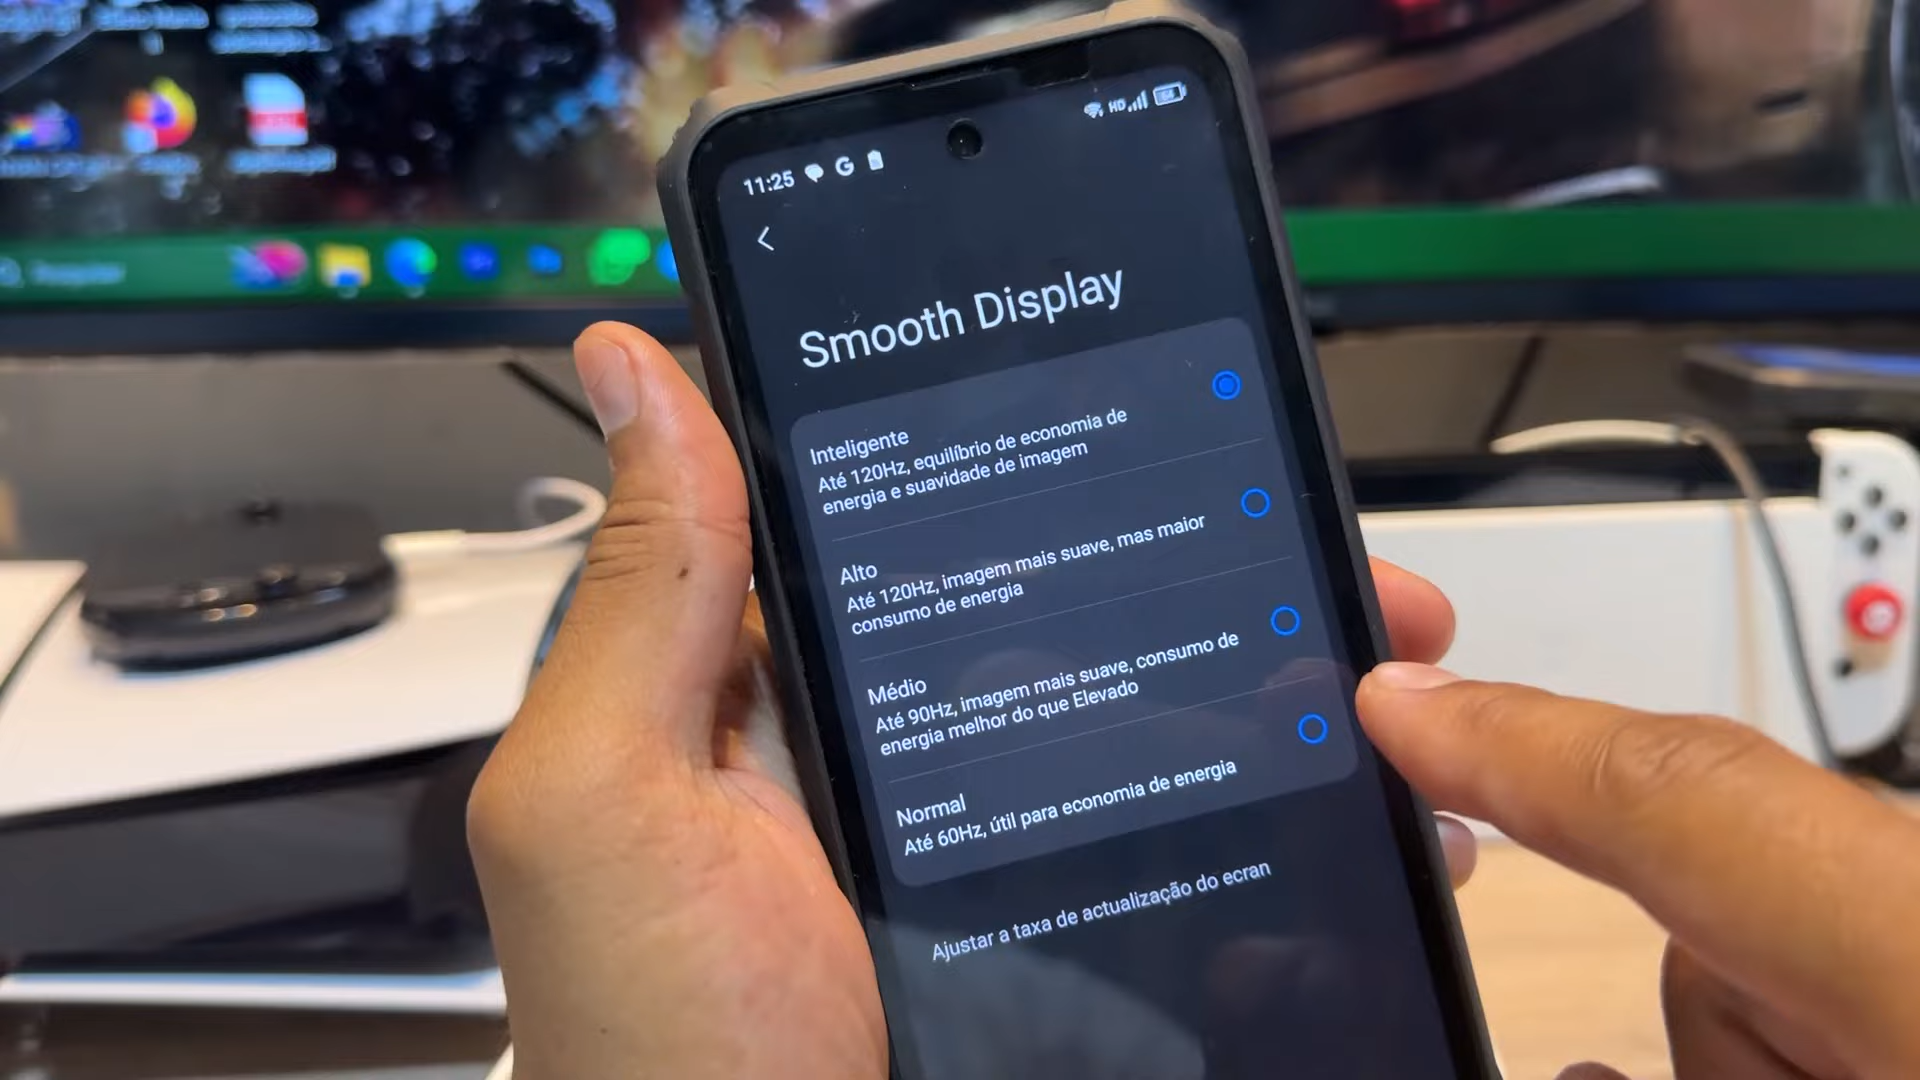 11:25
HD
64
Smooth Display
Inteligente
Até 120Hz, equilíbrio de economia de
energia e suavidade de imagem
Alto
Até 120Hz, imagem mais suave, mas maior
consumo de energia
Médio
Até 90Hz, imagem mais suave, consumo de
energia melhor do que Elevado
Normal
Até 60Hz, útil para economia de energia
Ajustar a taxa de actualização do ecran